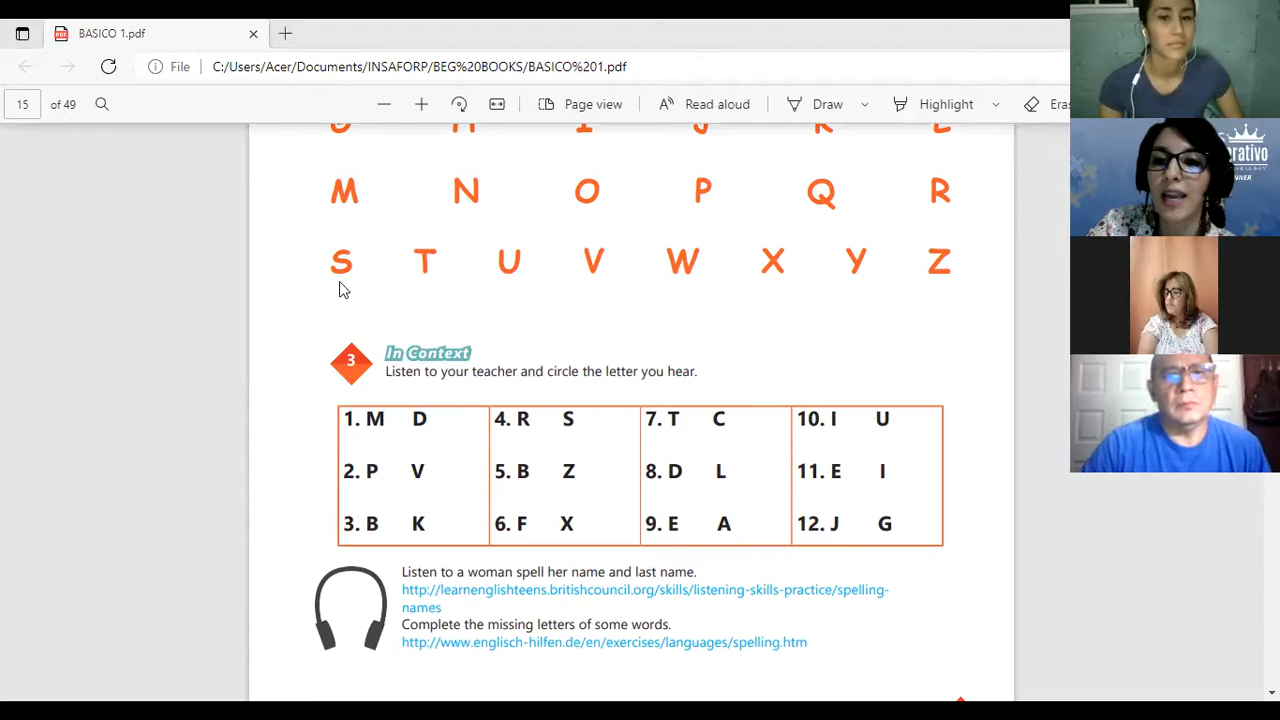 BASICO 1.pdf
File C:/Users/Acer/Documents/INSAFORP/BEG%20BOOKS/BASICO%201.pdf
15 of 49 Page view Read aloud Draw Highlight
M N O P Q R
S T U V W X Y Z
3 In Context
Listen to your teacher and circle the letter you hear.
1. M D 4. R S 7. T C 10. I U
2. P V 5. B Z 8. D L 11. E I
3. B K 6. F X 9. E A 12. J G
Listen to a woman spell her name and last name.
http://learnenglishteens.britishcouncil.org/skills/listening-skills-practice/spelling-
names
Complete the missing letters of some words.
http://www.englisch-hilfen.de/en/exercises/languages/spelling.htm